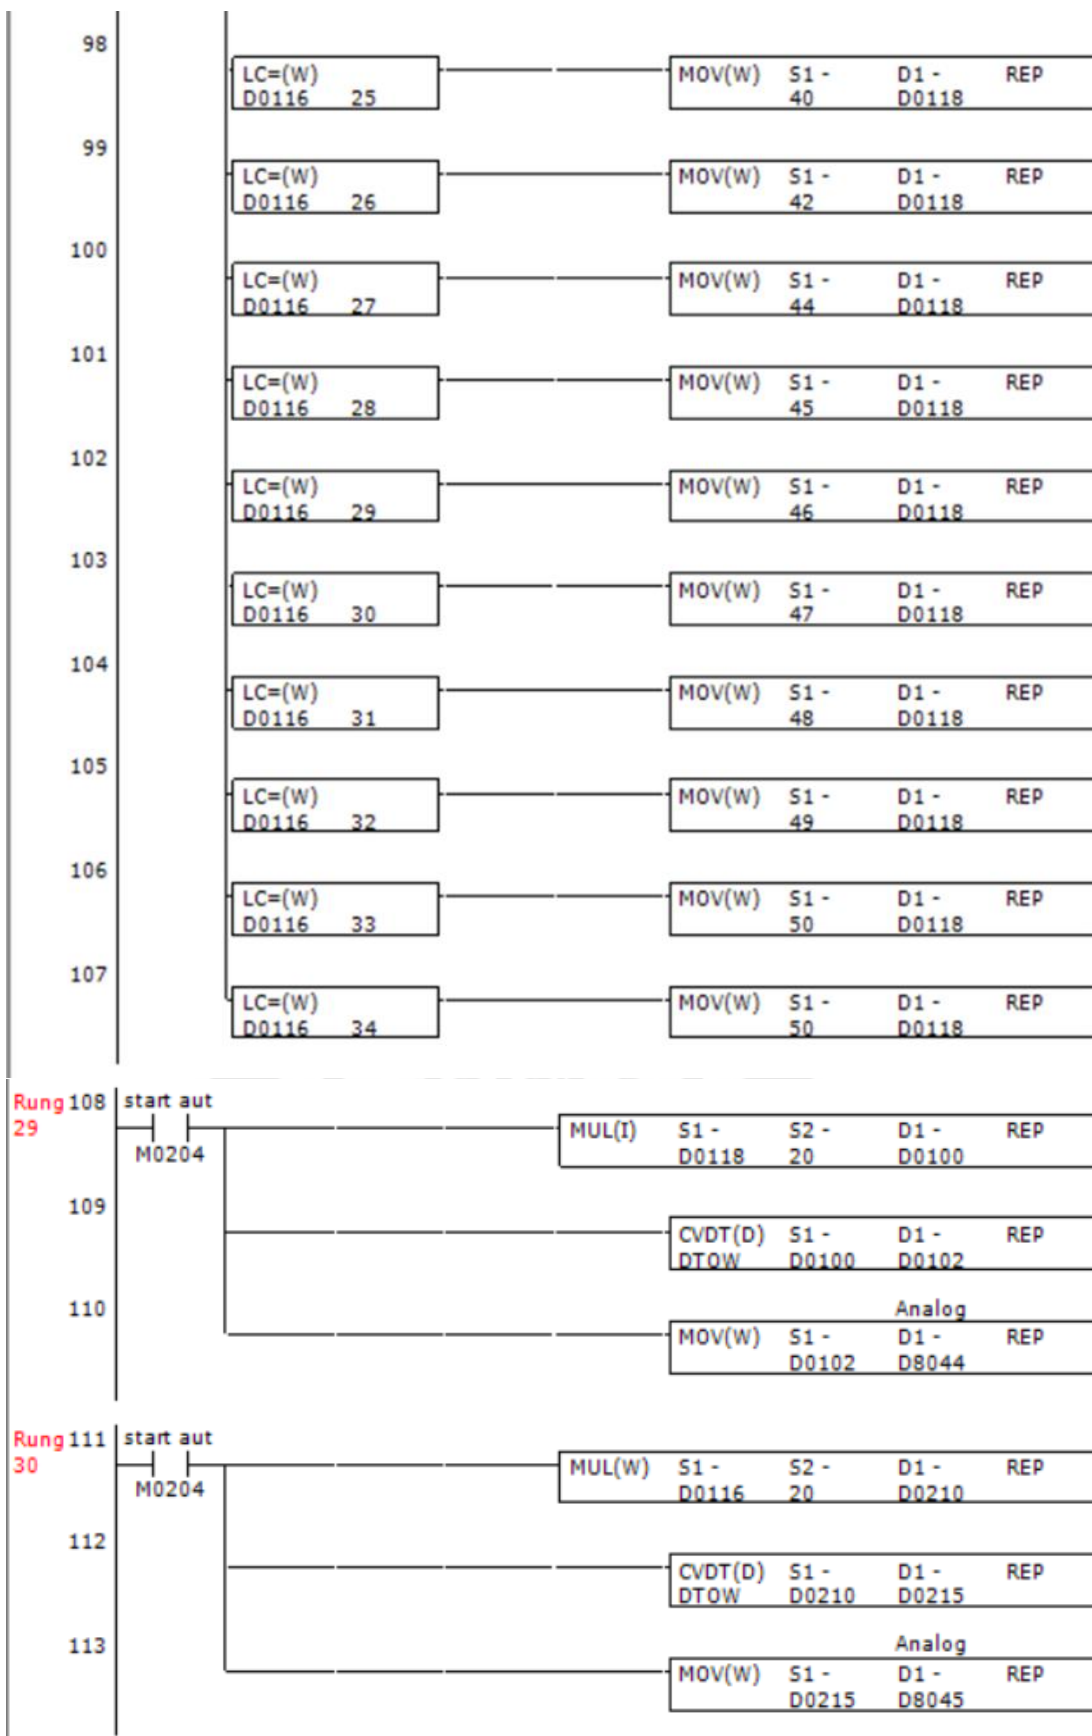 98
LC=(W) MOV(W) S1 - D1 - REP
D0116 25 40 D0118
99
LC=(W) MOV(W) S1 - D1 - REP
D0116 26 42 D0118
100
LC=(W) MOV(W) S1 - D1 - REP
D0116 27 44 D0118
101
LC=(W) MOV(W) S1 - D1 - REP
D0116 28 45 D0118
102
LC=(W) MOV(W) S1 - D1 - REP
D0116 29 46 D0118
103
LC=(W) MOV(W) S1 - D1 - REP
D0116 30 47 D0118
104
LC=(W) MOV(W) S1 - D1 - REP
D0116 31 48 D0118
105
LC=(W) MOV(W) S1 - D1 - REP
D0116 32 49 D0118
106
LC=(W) MOV(W) S1 - D1 - REP
D0116 33 50 D0118
107
LC=(W) MOV(W) S1 - D1 - REP
D0116 34 50 D0118
Rung 108 start aut
29 MUL(I) S1 - S2 - D1 - REP
M0204 D0118 20 D0100
109
CVDT(D) S1 - D1 - REP
DTOW D0100 D0102
110 Analog
MOV(W) S1 - D1 - REP
D0102 D8044
Rung 111 start aut
30 MUL(W) S1 - S2 - D1 - REP
M0204 D0116 20 D0210
112
CVDT(D) S1 - D1 - REP
DTOW D0210 D0215
113 Analog
MOV(W) S1 - D1 - REP
D0215 D8045